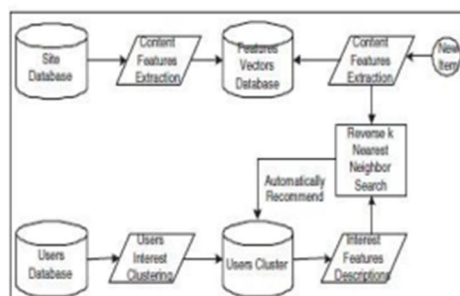 Site
Database
Content
Features
Extraction
Features
Vectors
Database
Content
Features
Extraction
New
Item
Reverse k
Nearest
Neighbor
Search
Automatically
Recommend
Users
Database
Users
Interest
Clustering
Users Cluster
Interest
Features
Descriptions